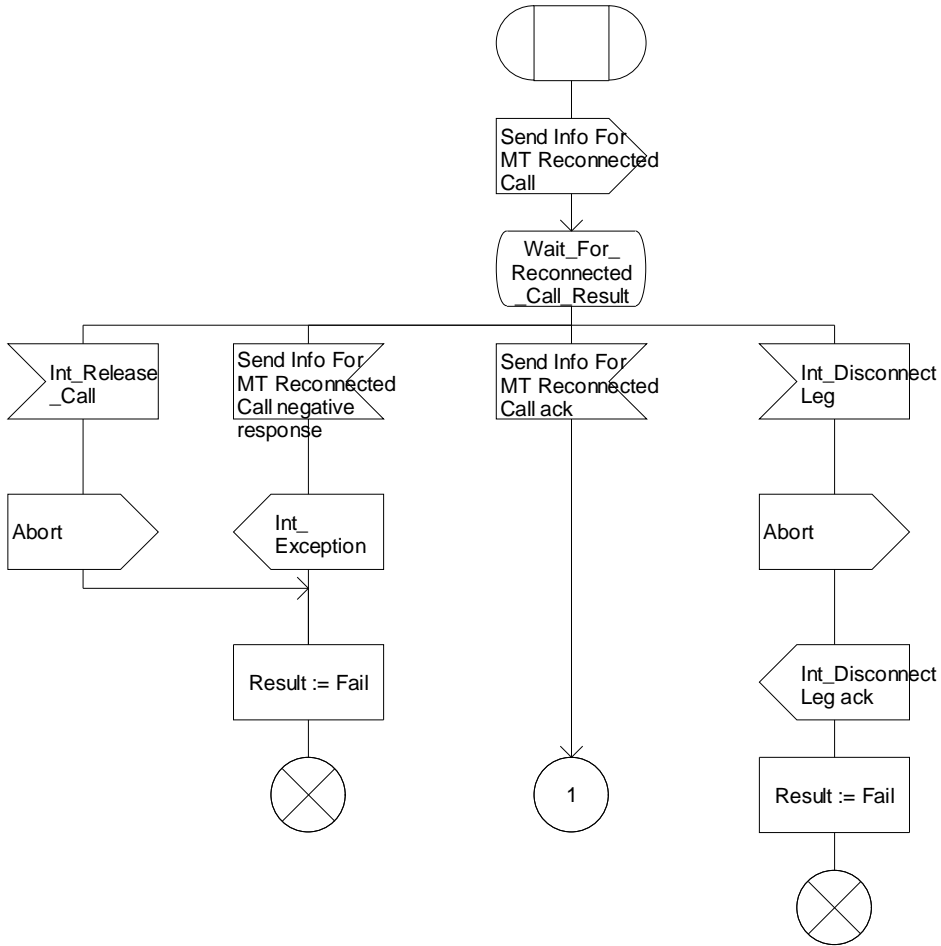 Send Info For
MT Reconnected
Call
Wait_For_
Reconnected
_Call_Result
Int_Release
_Call
Send Info For
MT Reconnected
Call negative
response
Send Info For
MT Reconnected
Call ack
Int_Disconnect
Leg
Abort
Int_
Exception
Abort
Result := Fail
Int_Disconnect
Leg ack
1
Result := Fail